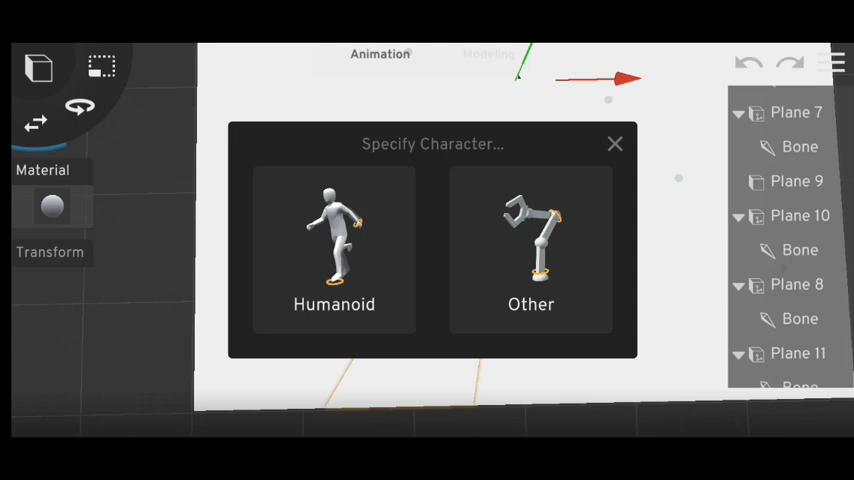 Animation
Modeling
Material
Transform
Specify Character...
Humanoid
Other
Plane 7
Bone
Plane 9
Plane 10
Bone
Plane 8
Bone
Plane 11
Bone